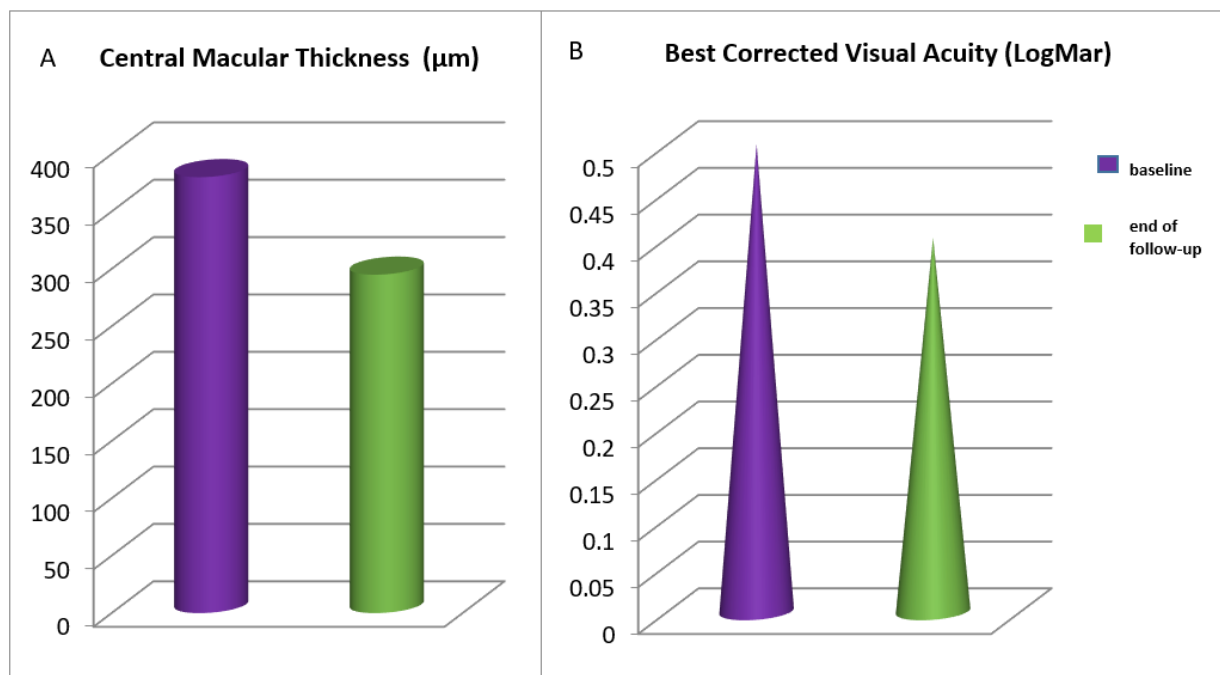 A
Central Macular Thickness (µm)
400
350
300
250
200
150
100
50
0
B
Best Corrected Visual Acuity (LogMar)
0.5
0.45
0.4
0.35
0.3
0.25
0.2
0.15
0.1
0.05
0
baseline
end of
follow-up